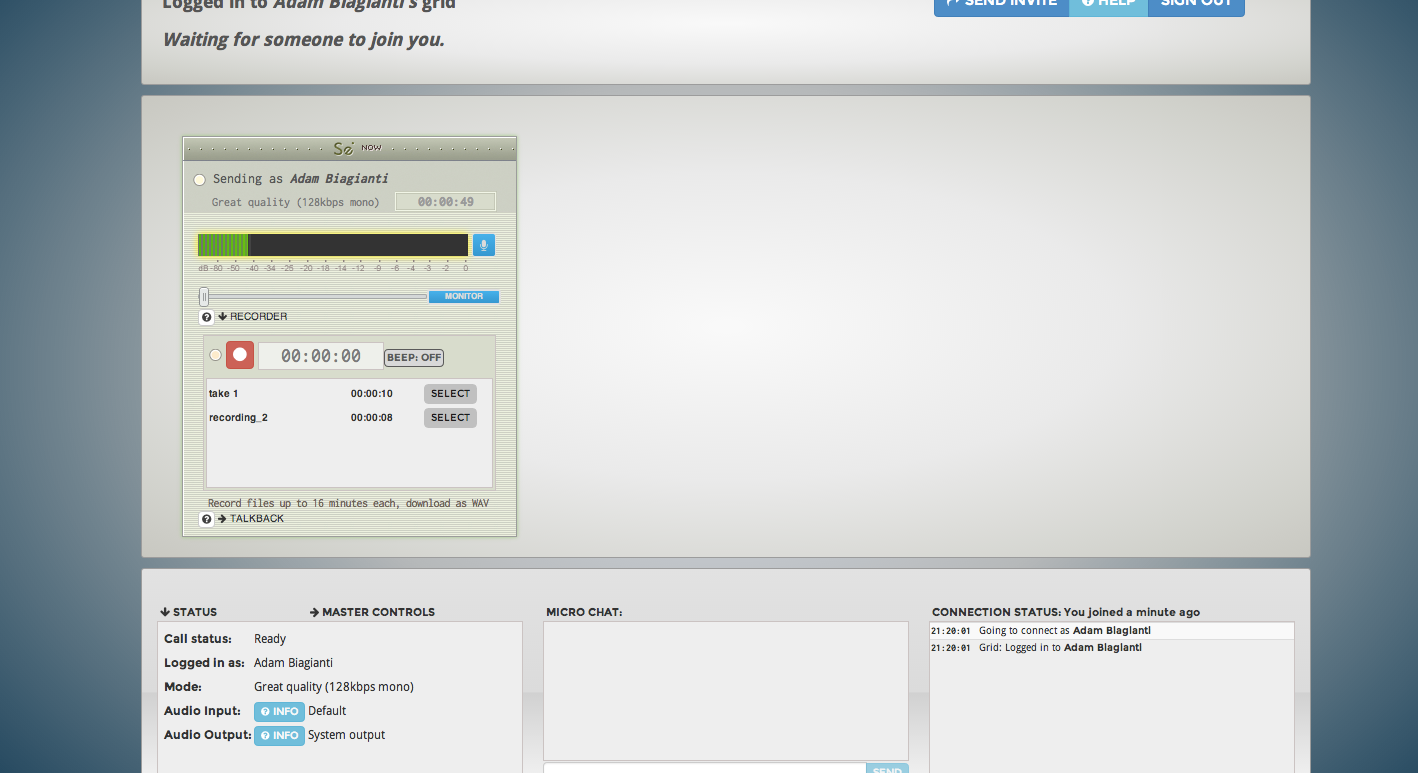 Logged in to Adam Biagianti's grid
SEND INVITE HELP SIGN OUT
Waiting for someone to join you.
Se NOW
Sending as Adam Biagianti
Great quality (128kbps mono) 00:00:49
dB -80 -50 -40 -34 -25 -20 -18 -14 -12 -9 -6 -4 -3 -2 0
MONITOR
RECORDER
00:00:00 BEEP: OFF
take 1 00:00:10 SELECT
recording_2 00:00:08 SELECT
Record files up to 16 minutes each, download as WAV
TALKBACK
STATUS MASTER CONTROLS
Call status: Ready
Logged in as: Adam Biagianti
Mode: Great quality (128kbps mono)
Audio Input: INFO Default
Audio Output: INFO System output
MICRO CHAT:
SEND
CONNECTION STATUS: You joined a minute ago
21:20:01 Going to connect as Adam Biagianti
21:20:01 Grid: Logged in to Adam Biagianti